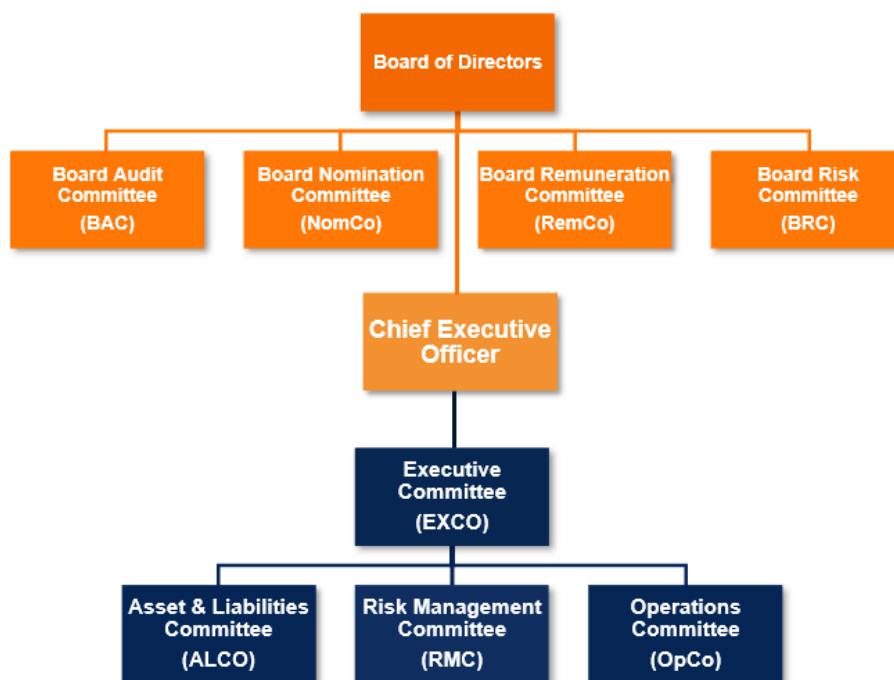 Board of Directors
Board Audit
Committee
(BAC)
Board Nomination
Committee
(NomCo)
Board Remuneration
Committee
(RemCo)
Board Risk
Committee
(BRC)
Chief Executive
Officer
Executive
Committee
(EXCO)
Asset & Liabilities
Committee
(ALCO)
Risk Management
Committee
(RMC)
Operations
Committee
(OpCo)